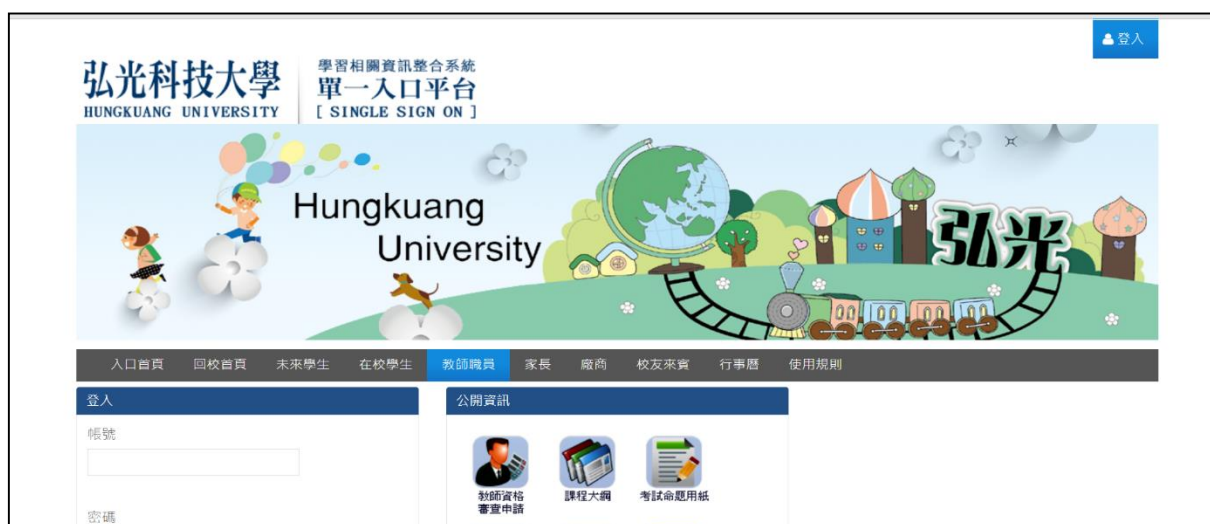 登入
弘光科技大學
HUNGKUANG UNIVERSITY
學習相關資訊整合系統
單一入口平台
[ SINGLE SIGN ON ]
Hungkuang
University
弘光
入口首頁 回校首頁 未來學生 在校學生 教師職員 家長 廠商 校友來賓 行事曆 使用規則
登入
帳號
密碼
公開資訊
教師資格
審查申請
課程大綱
考試命題用紙